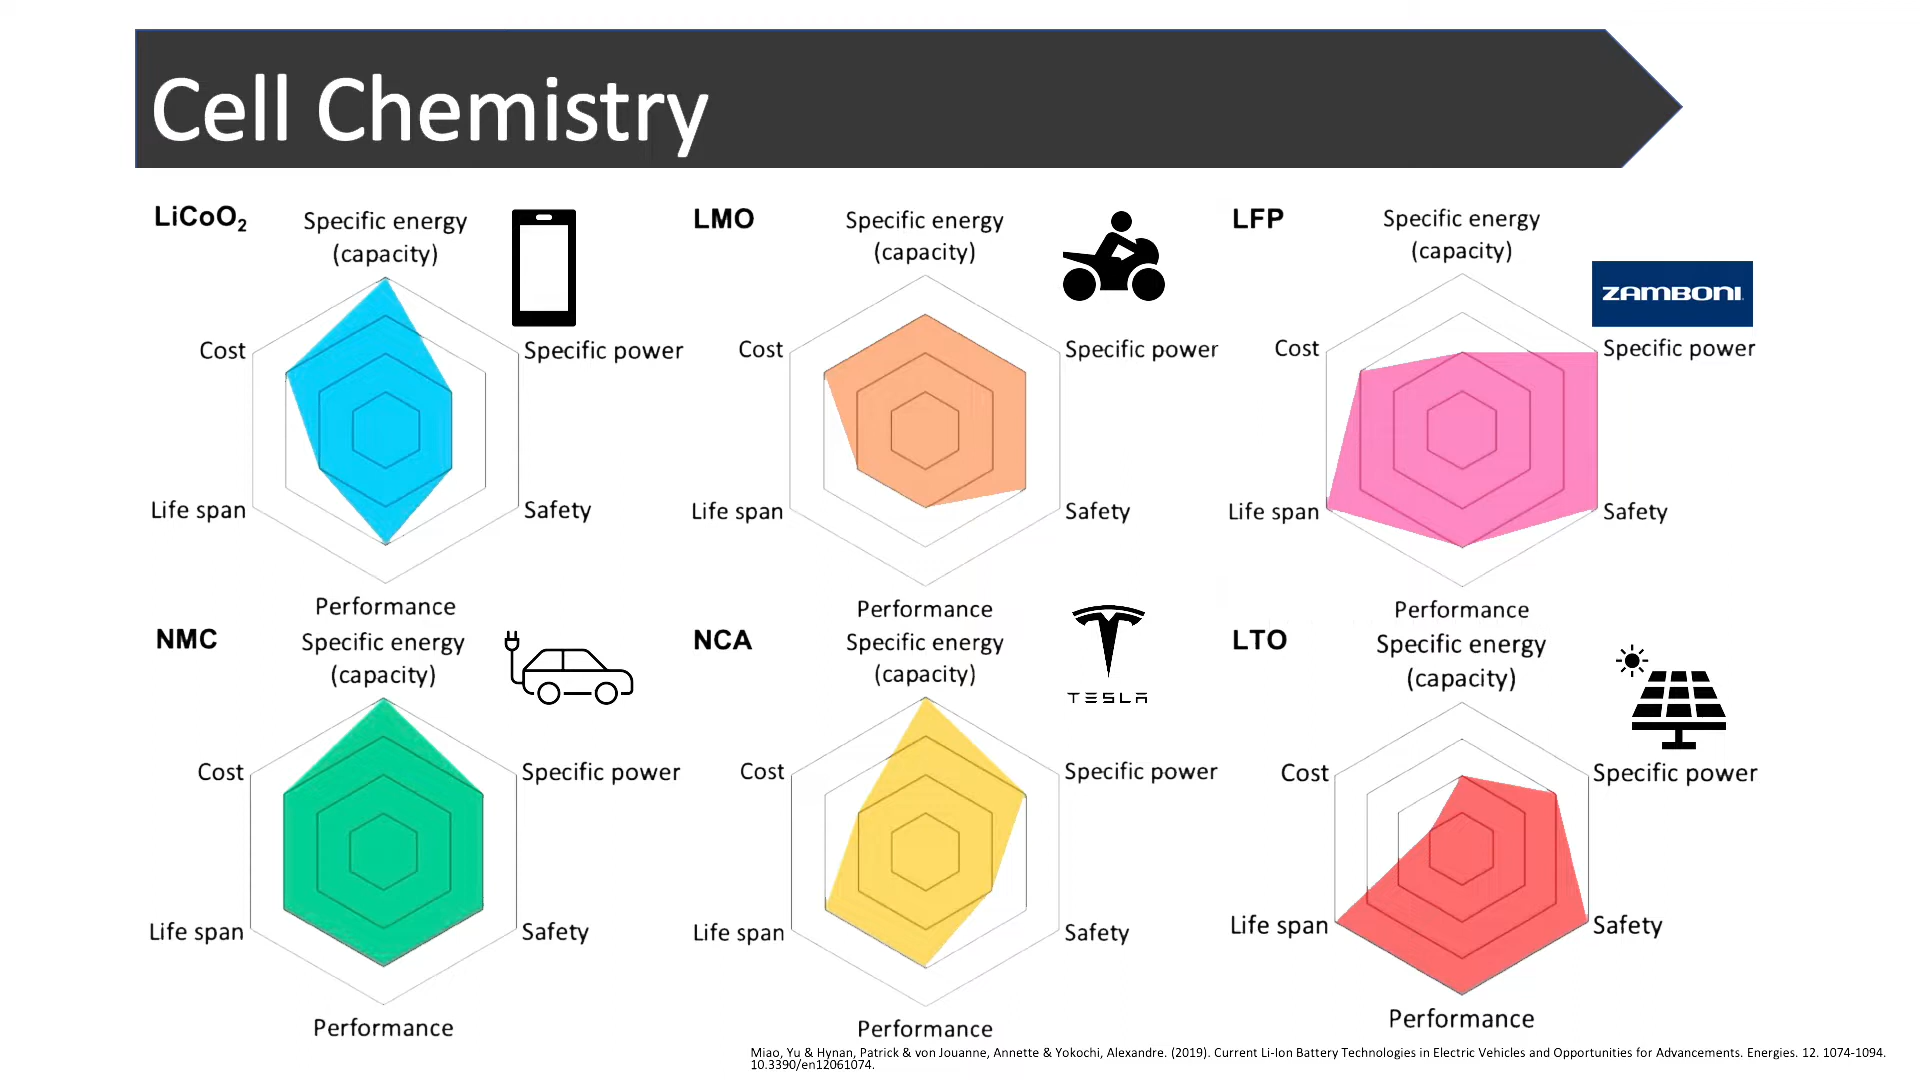 Cell Chemistry
LiCoO₂
Specific energy
(capacity)
Cost
Specific power
Life span
Safety
Performance
LMO
Specific energy
(capacity)
Cost
Specific power
Life span
Safety
Performance
LFP
Specific energy
(capacity)
ZAMBONI
Cost
Specific power
Life span
Safety
Performance
NMC
Specific energy
(capacity)
Cost
Specific power
Life span
Safety
Performance
NCA
Specific energy
(capacity)
TESLA
Cost
Specific power
Life span
Safety
Performance
LTO
Specific energy
(capacity)
Cost
Specific power
Life span
Safety
Performance
Miao, Yu & Hynan, Patrick & von Jouanne, Annette & Yokochi, Alexandre. (2019). Current Li-Ion Battery Technologies in Electric Vehicles and Opportunities for Advancements. Energies. 12. 1074-1094.
10.3390/en12061074.